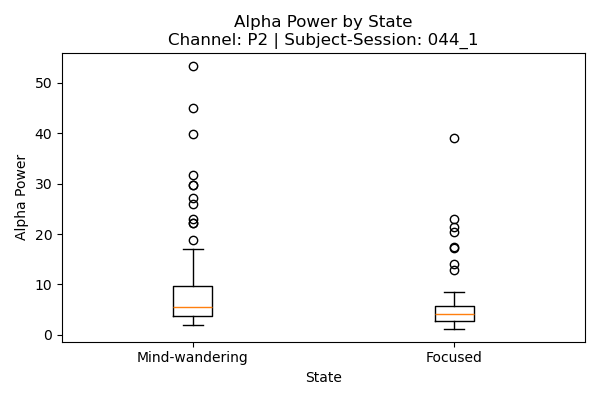 Alpha Power by State
Channel: P2 | Subject-Session: 044_1
50
40
30
20
10
0
Alpha Power
Mind-wandering
Focused
State